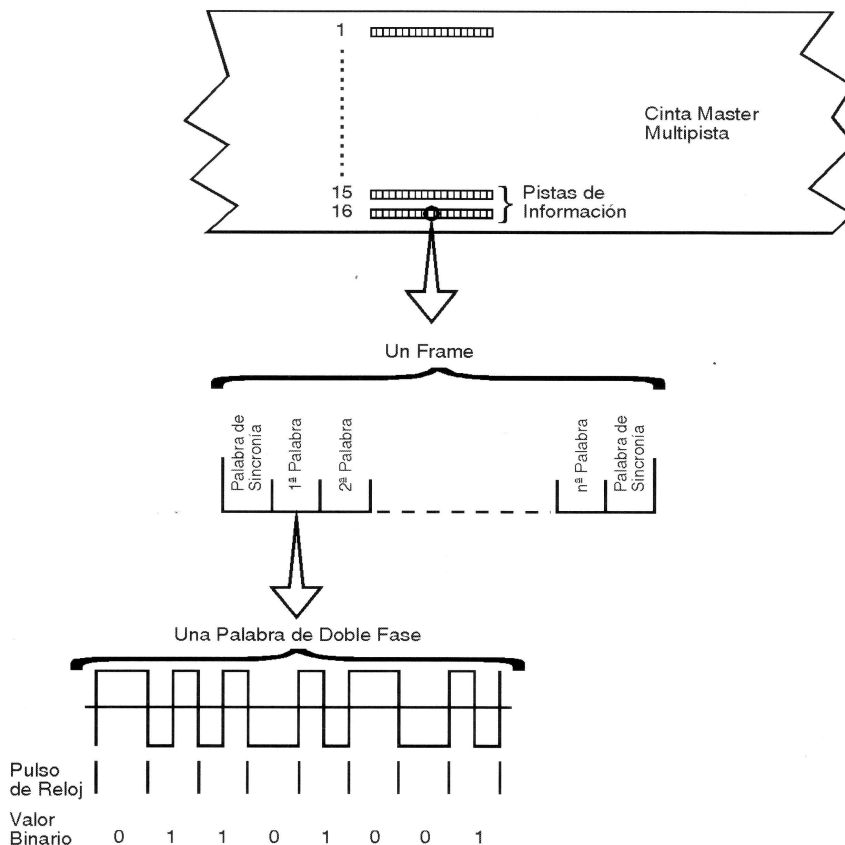 1
Cinta Master
Multipista
15
16
Pistas de
Información
Un Frame
Palabra de
Sincronía
1ª Palabra
2ª Palabra
nª Palabra
Palabra de
Sincronía
Una Palabra de Doble Fase
Pulso
de Reloj
Valor
Binario 0 1 1 0 1 0 0 1